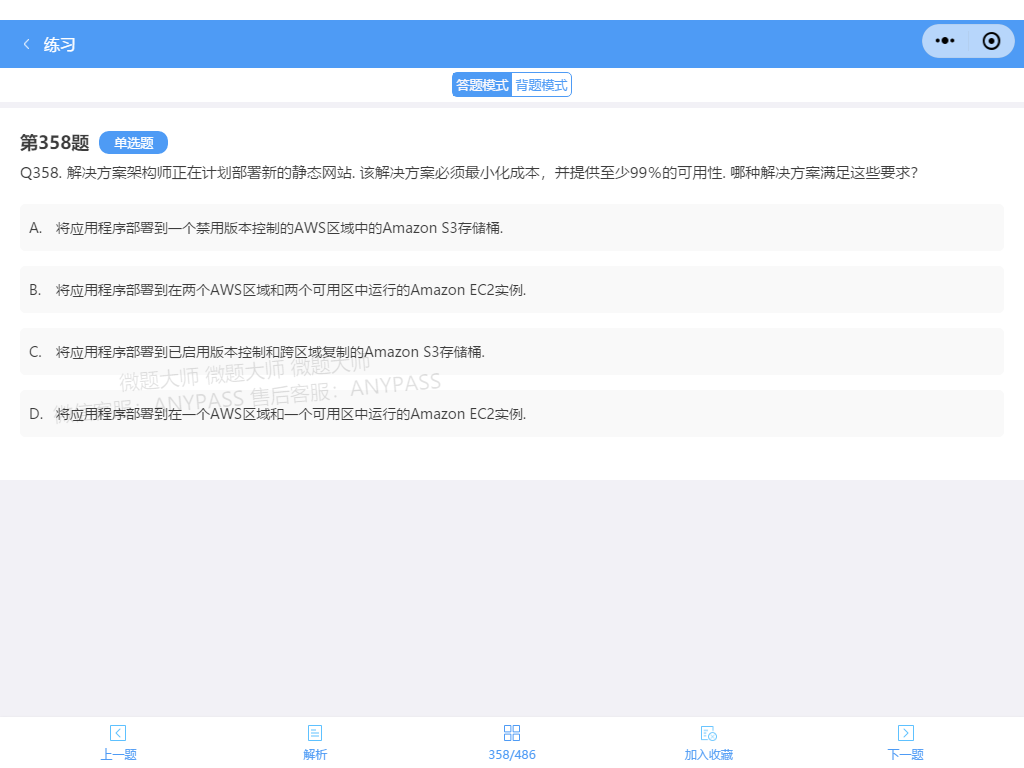 练习
答题模式 背题模式
第358题 单选题
Q358. 解决方案架构师正在计划部署新的静态网站. 该解决方案必须最小化成本，并提供至少99%的可用性. 哪种解决方案满足这些要求?
A. 将应用程序部署到一个禁用版本控制的AWS区域中的Amazon S3存储桶.
B. 将应用程序部署到在两个AWS区域和两个可用区中运行的Amazon EC2实例.
C. 将应用程序部署到已启用版本控制和跨区域复制的Amazon S3存储桶.
微题大师 微题大师 微题大师
微信客服：ANYPASS 售后客服：ANYPASS
D. 将应用程序部署到在一个AWS区域和一个可用区中运行的Amazon EC2实例.
上一题 解析 358/486 加入收藏 下一题